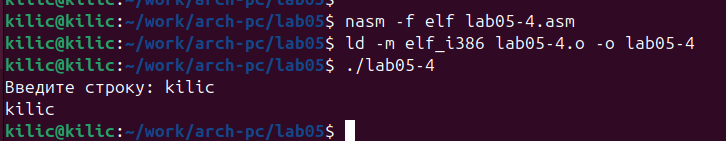 kilic@kilic:~/work/arch-pc/lab05$ nasm -f elf lab05-4.asm
kilic@kilic:~/work/arch-pc/lab05$ ld -m elf_i386 lab05-4.o -o lab05-4
kilic@kilic:~/work/arch-pc/lab05$ ./lab05-4
Введите строку: kilic
kilic
kilic@kilic:~/work/arch-pc/lab05$